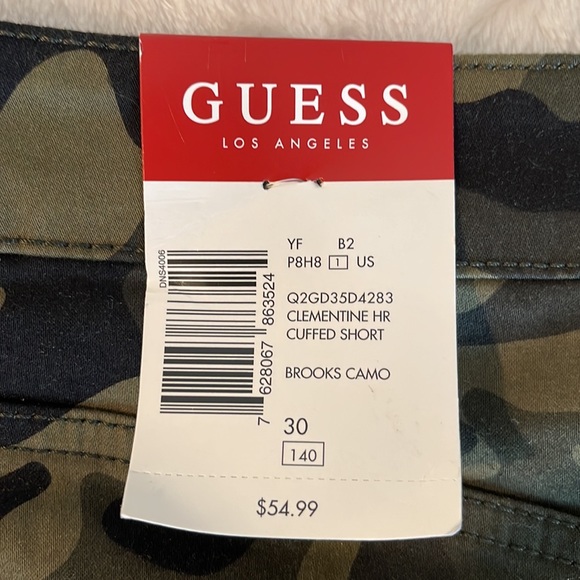 GUESS
LOS ANGELES
YF B2
P8H8 1 US
DNS4006
7 628067 863524
Q2GD35D4283
CLEMENTINE HR
CUFFED SHORT
BROOKS CAMO
30
140
$54.99